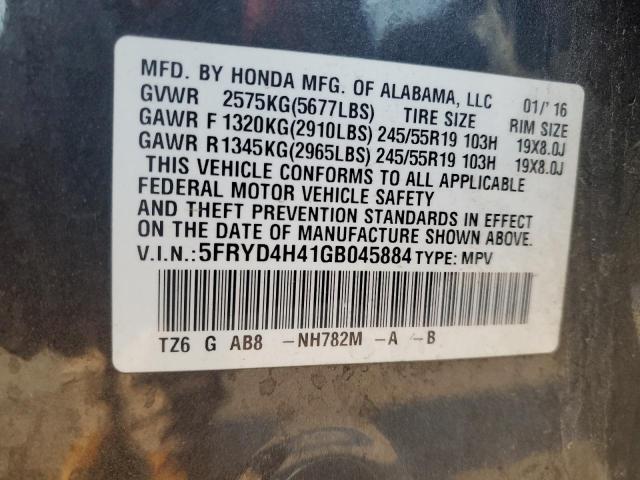 MFD. BY HONDA MFG. OF ALABAMA, LLC 01/'16
GVWR 2575KG(5677LBS) TIRE SIZE RIM SIZE
GAWR F 1320KG(2910LBS) 245/55R19 103H 19X8.0J
GAWR R1345KG(2965LBS) 245/55R19 103H 19X8.0J
THIS VEHICLE CONFORMS TO ALL APPLICABLE
FEDERAL MOTOR VEHICLE SAFETY
AND THEFT PREVENTION STANDARDS IN EFFECT
ON THE DATE OF MANUFACTURE SHOWN ABOVE.
V.I.N.:5FRYD4H41GB045884 TYPE: MPV
TZ6 G AB8 -NH782M -A -B